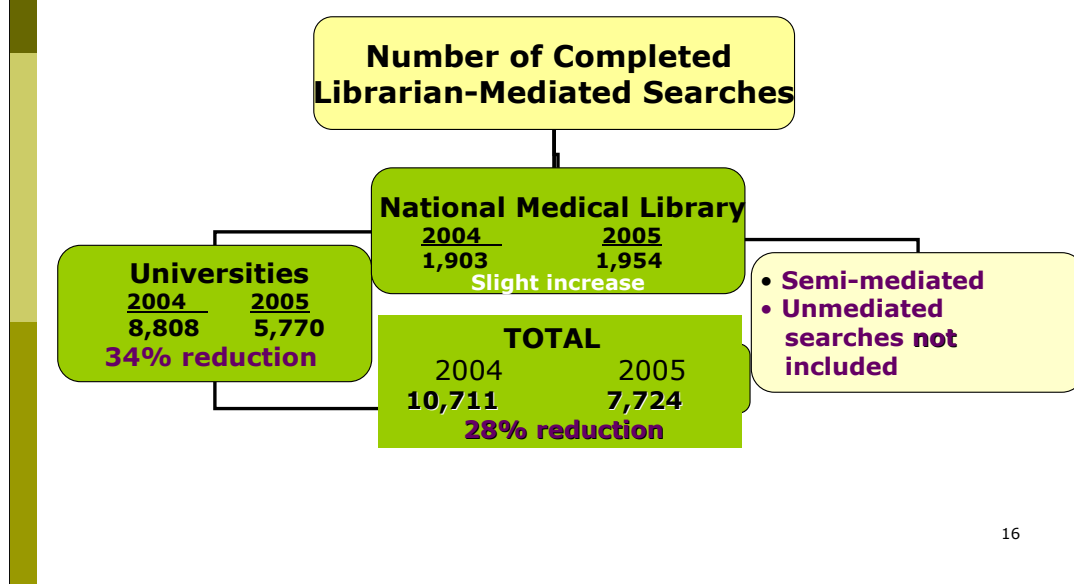 Number of Completed
Librarian-Mediated Searches
National Medical Library
2004 2005
1,903 1,954
Slight increase
Universities
2004 2005
8,808 5,770
34% reduction
• Semi-mediated
• Unmediated
searches not
included
TOTAL
2004 2005
10,711 7,724
28% reduction
16